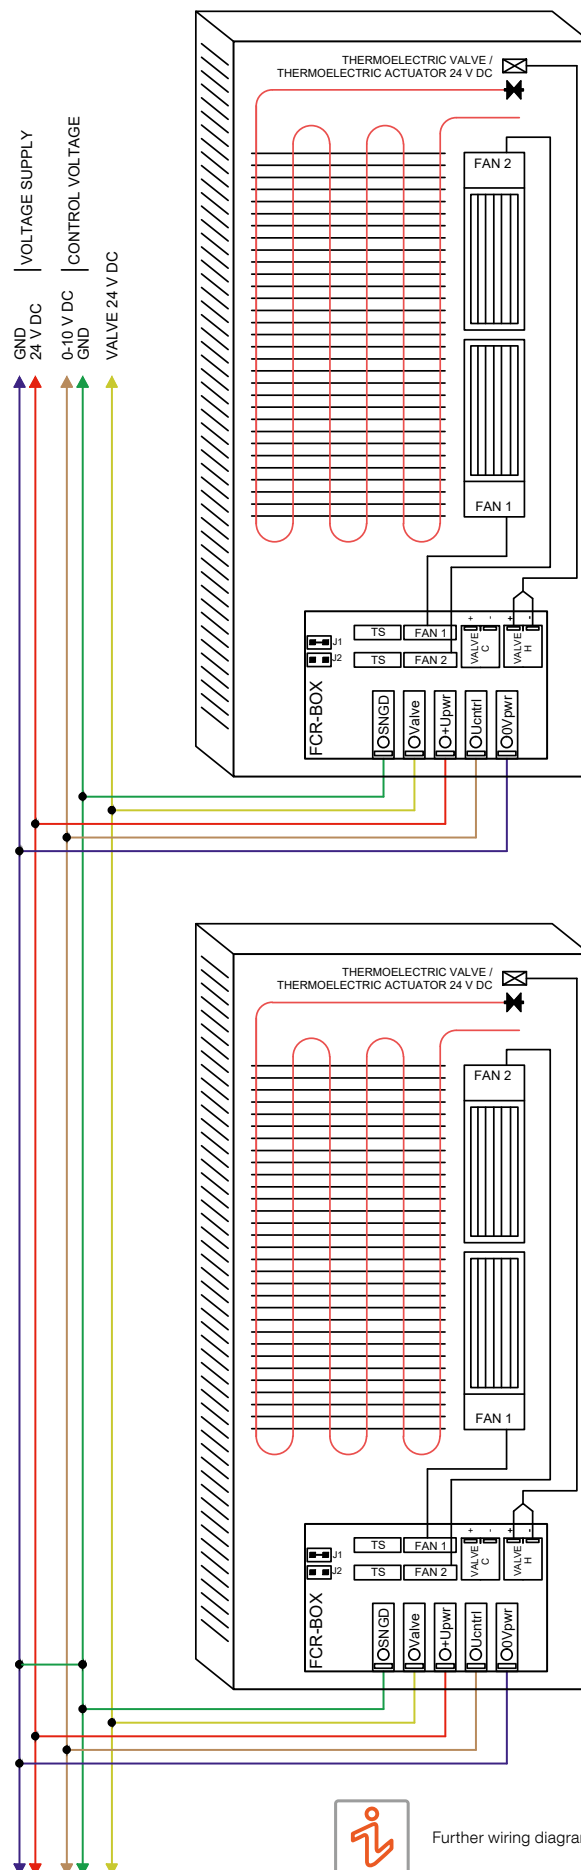 THERMOELECTRIC VALVE /
THERMOELECTRIC ACTUATOR 24 V DC
VOLTAGE SUPPLY
CONTROL VOLTAGE
GND
24 V DC
0-10 V DC
GND
VALVE 24 V DC
FAN 2
FAN 1
TS
FAN 1
TS
FAN 2
J1
J2
+
-
+
-
VALVE
C
VALVE
H
FCR-BOX
SNGD
Valve
+Upwr
Ucntrl
0Vpwr
THERMOELECTRIC VALVE /
THERMOELECTRIC ACTUATOR 24 V DC
FAN 2
FAN 1
TS
FAN 1
TS
FAN 2
J1
J2
+
-
+
-
VALVE
C
VALVE
H
FCR-BOX
SNGD
Valve
+Upwr
Ucntrl
0Vpwr
Further wiring diagran